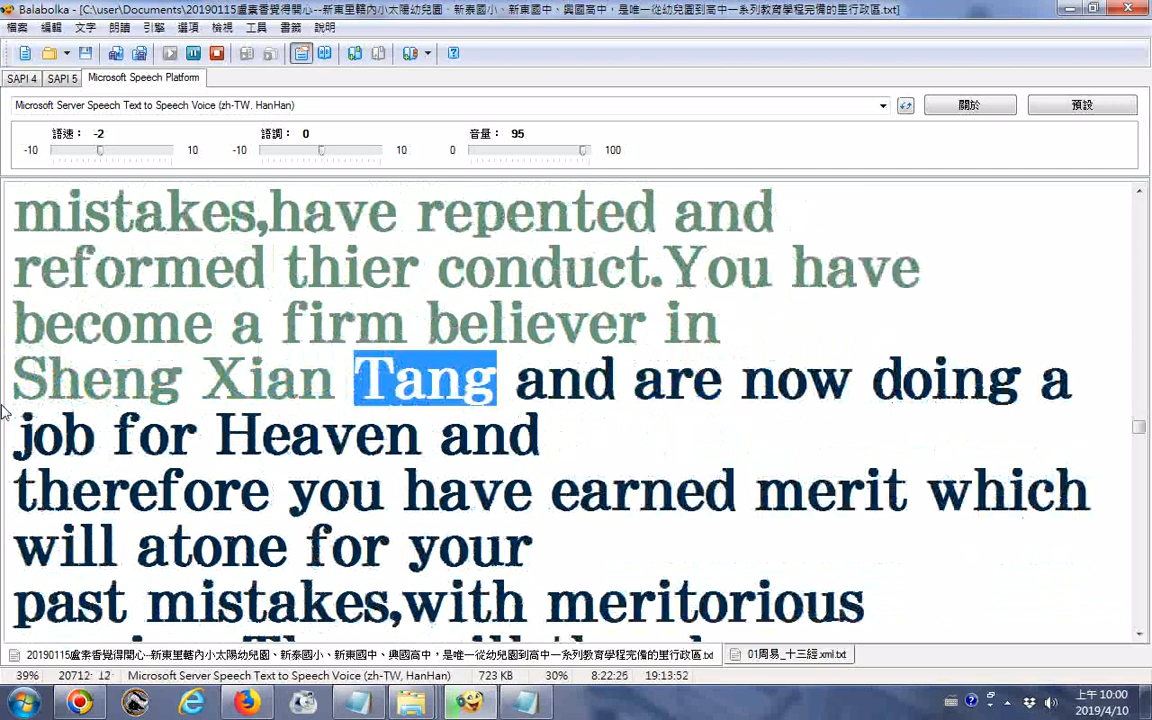 Balabolka - [C:\user\Documents\20190115盧素香覺得開心--新東里轄內小太陽幼兒園、新泰國小、新東國中、興國高中，是唯一從幼兒園到高中一系列教育學程完備的里行政區.txt]
檔案 編輯 文字 朗讀 引擎 選項 檢視 工具 書籤 說明
SAPI 4 SAPI 5 Microsoft Speech Platform
Microsoft Server Speech Text to Speech Voice (zh-TW, HanHan) 關於 預設
語速： -2 語調： 0 音量： 95
-10 10 -10 10 0 100
mistakes,have repented and
reformed thier conduct.You have
become a firm believer in
Sheng Xian Tang and are now doing a
job for Heaven and
therefore you have earned merit which
will atone for your
past mistakes,with meritorious
20190115盧素香覺得開心--新東里轄內小太陽幼兒園、新泰國小、新東國中、興國高中，是唯一從幼兒園到高中一系列教育學程完備的里行政區.txt 01周易_十三經.xml.txt
39% 20712: 12 Microsoft Server Speech Text to Speech Voice (zh-TW, HanHan) 723 KB 30% 8:22:25 19:13:52
上午 10:00
2019/4/10